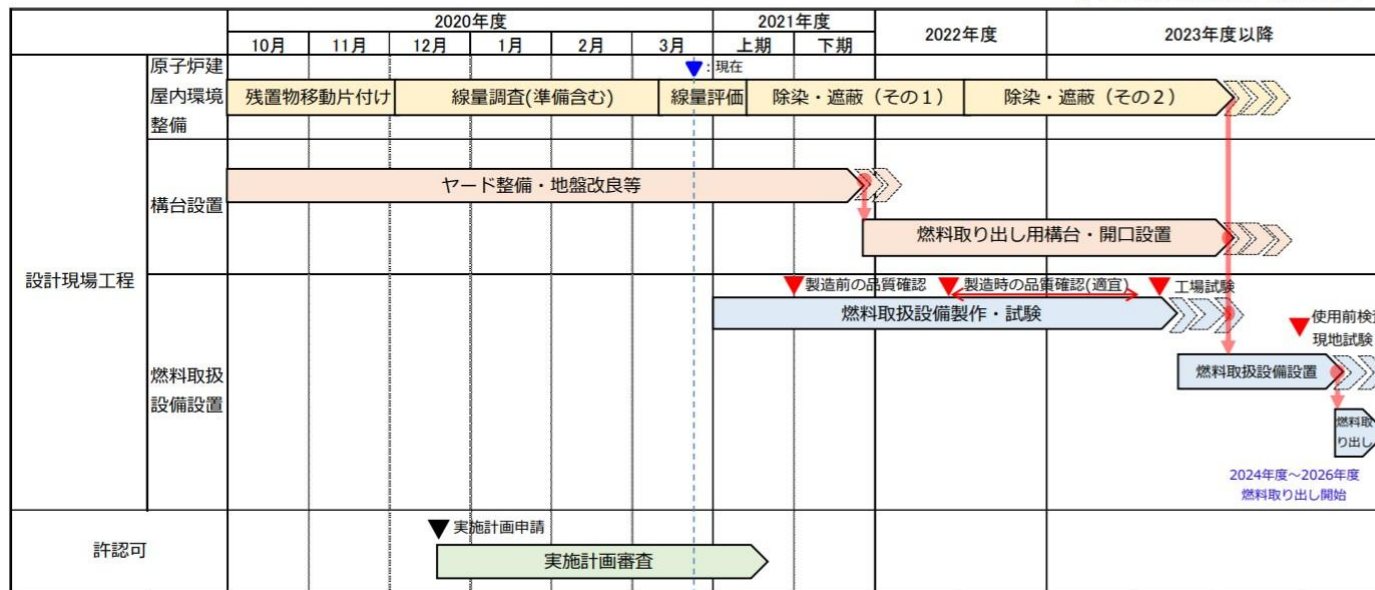 2020年度
2021年度
2022年度
2023年度以降
10月
11月
12月
1月
2月
3月
上期
下期
設計現場工程
原子炉建
屋内環境
整備
:現在
残置物移動片付け
線量調査(準備含む)
線量評価
除染・遮蔽（その１）
除染・遮蔽（その２）
構台設置
ヤード整備・地盤改良等
燃料取り出し用構台・開口設置
燃料取扱
設備設置
製造前の品質確認
製造時の品質確認(適宜)
工場試験
燃料取扱設備製作・試験
使用前検査
現地試験
燃料取扱設備設置
燃料取
り出し
2024年度～2026年度
燃料取り出し開始
許認可
実施計画申請
実施計画審査